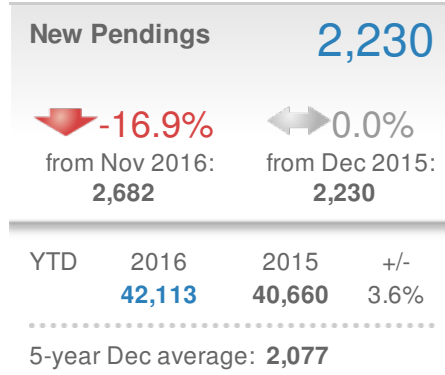 New Pendings 2,230
-16.9% 0.0%
from Nov 2016: from Dec 2015:
2,682 2,230
YTD 2016 2015 +/-
42,113 40,660 3.6%
5-year Dec average: 2,077